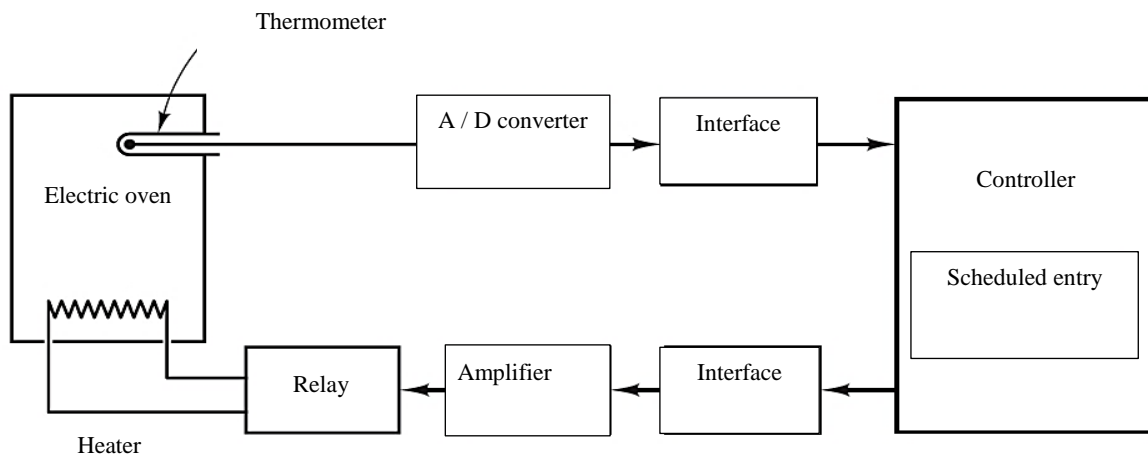 Thermometer
A / D converter
Interface
Controller
Electric oven
Scheduled entry
Relay
Amplifier
Interface
Heater